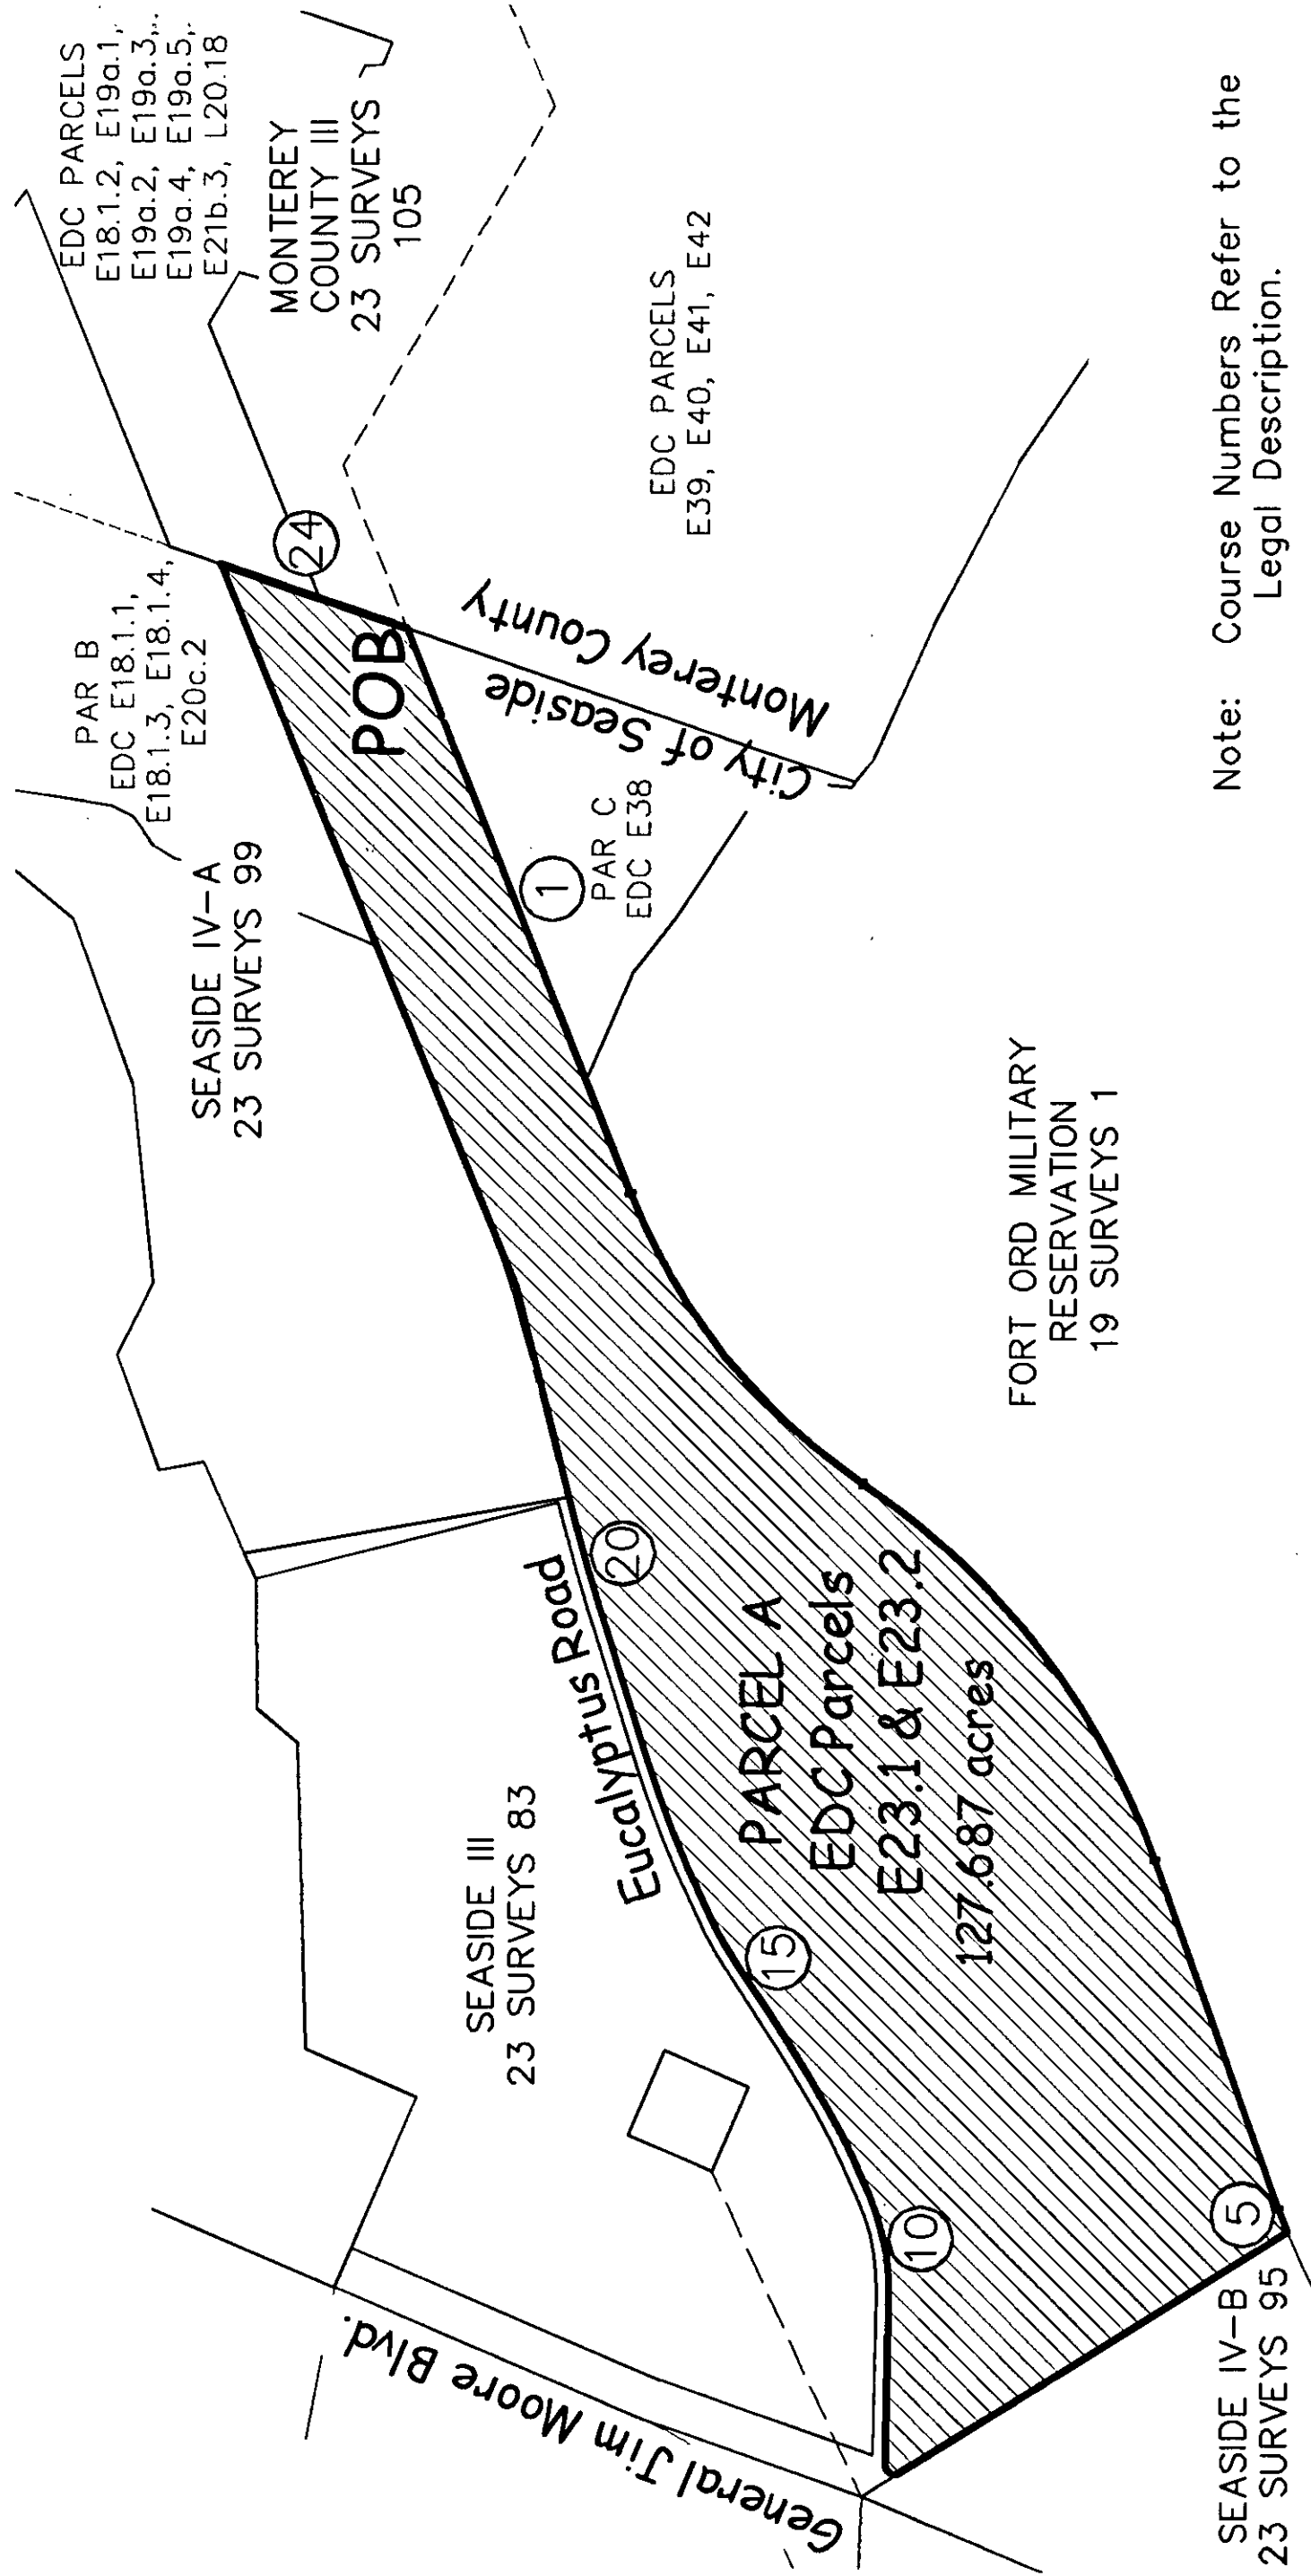 EDC PARCELS
E18.1.2, E19a.1,
E19a.2, E19a.3,
E19a.4, E19a.5,
E21b.3, L20.18
MONTEREY
COUNTY III
23 SURVEYS
105
PAR B
EDC E18.1.1,
E18.1.3, E18.1.4,
E20c.2
SEASIDE IV-A
23 SURVEYS 99
24
POB
EDC PARCELS
E39, E40, E41, E42
City of Seaside
Monterey County
1
PAR C
EDC E38
SEASIDE III
23 SURVEYS 83
Eucalyptus Road
20
15
10
5
PARCEL A
EDC Parcels
E23.1 & E23.2
127.687 acres
General Jim Moore Blvd.
FORT ORD MILITARY
RESERVATION
19 SURVEYS 1
SEASIDE IV-B
23 SURVEYS 95
Note: Course Numbers Refer to the
Legal Description.